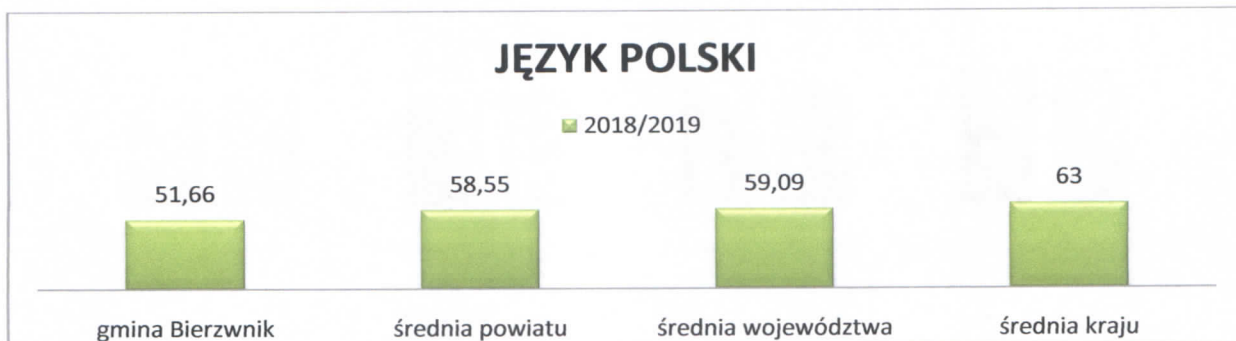 JĘZYK POLSKI
2018/2019
51,66 58,55 59,09 63
gmina Bierzwnik średnia powiatu średnia województwa średnia kraju